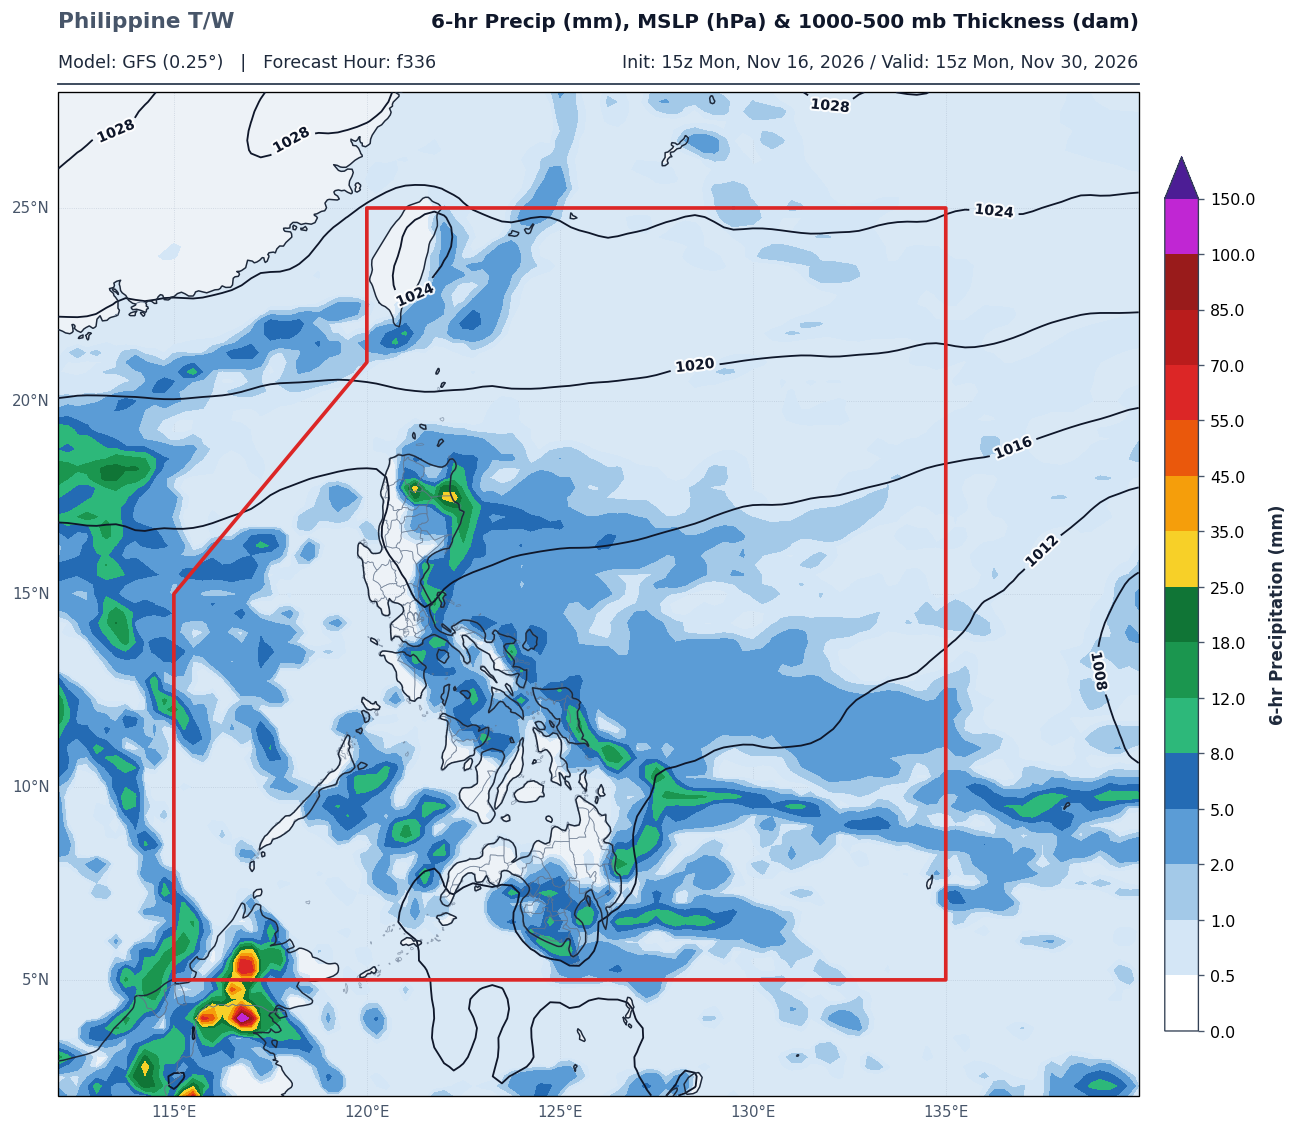 Philippine T/W
6-hr Precip (mm), MSLP (hPa) & 1000-500 mb Thickness (dam)
Model: GFS (0.25°) | Forecast Hour: f336
Init: 15z Mon, Nov 16, 2026 / Valid: 15z Mon, Nov 30, 2026
1028
1028
1028
1024
1024
1020
1016
1012
1008
25°N
20°N
15°N
10°N
5°N
115°E
120°E
125°E
130°E
135°E
150.0
100.0
85.0
70.0
55.0
45.0
35.0
25.0
18.0
12.0
8.0
5.0
2.0
1.0
0.5
0.0
6-hr Precipitation (mm)